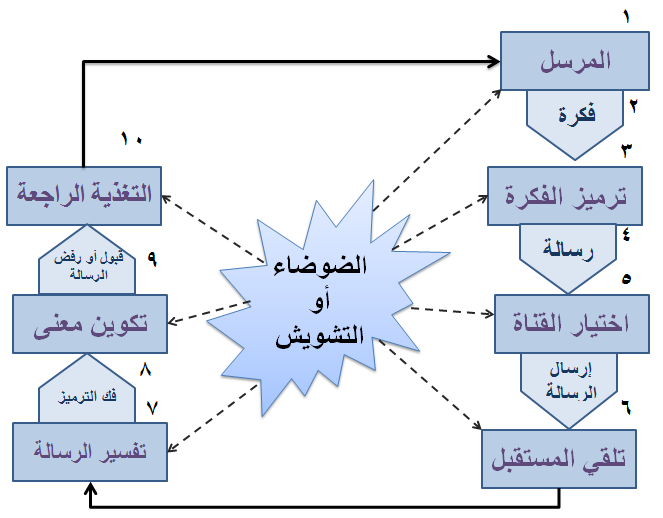 ١
المرسل
٢
فكرة
٣
ترميز الفكرة
٤
رسالة
٥
اختيار القناة
إرسال
الرسالة
٦
تلقي المستقبل
٧
تفسير الرسالة
فك الترميز
٨
تكوين معنى
٩
قبول أو رفض
الرسالة
١٠
التغذية الراجعة
الضوضاء
أو
التشويش